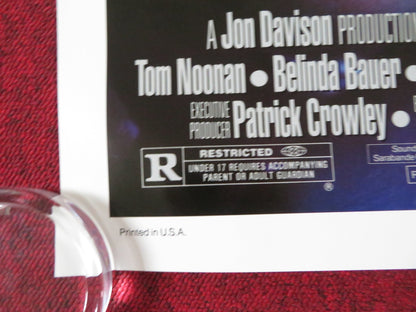 A Jon Davison PRODUCTION
Tom Noonan • Belinda Bauer •
EXECUTIVE PRODUCER Patrick Crowley •
Sound
Sarabande
R RESTRICTED
UNDER 17 REQUIRES ACCOMPANYING
PARENT OR ADULT GUARDIAN
®
Printed in U.S.A.